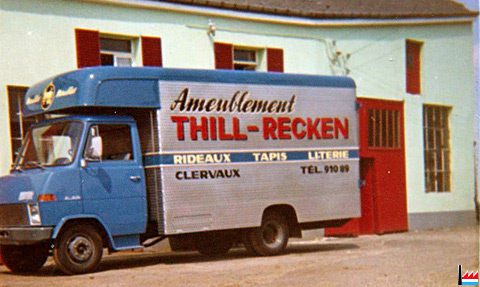 Ameublement
THILL-RECKEN
RIDEAUX TAPIS LITERIE
CLERVAUX TÉL. 910 89